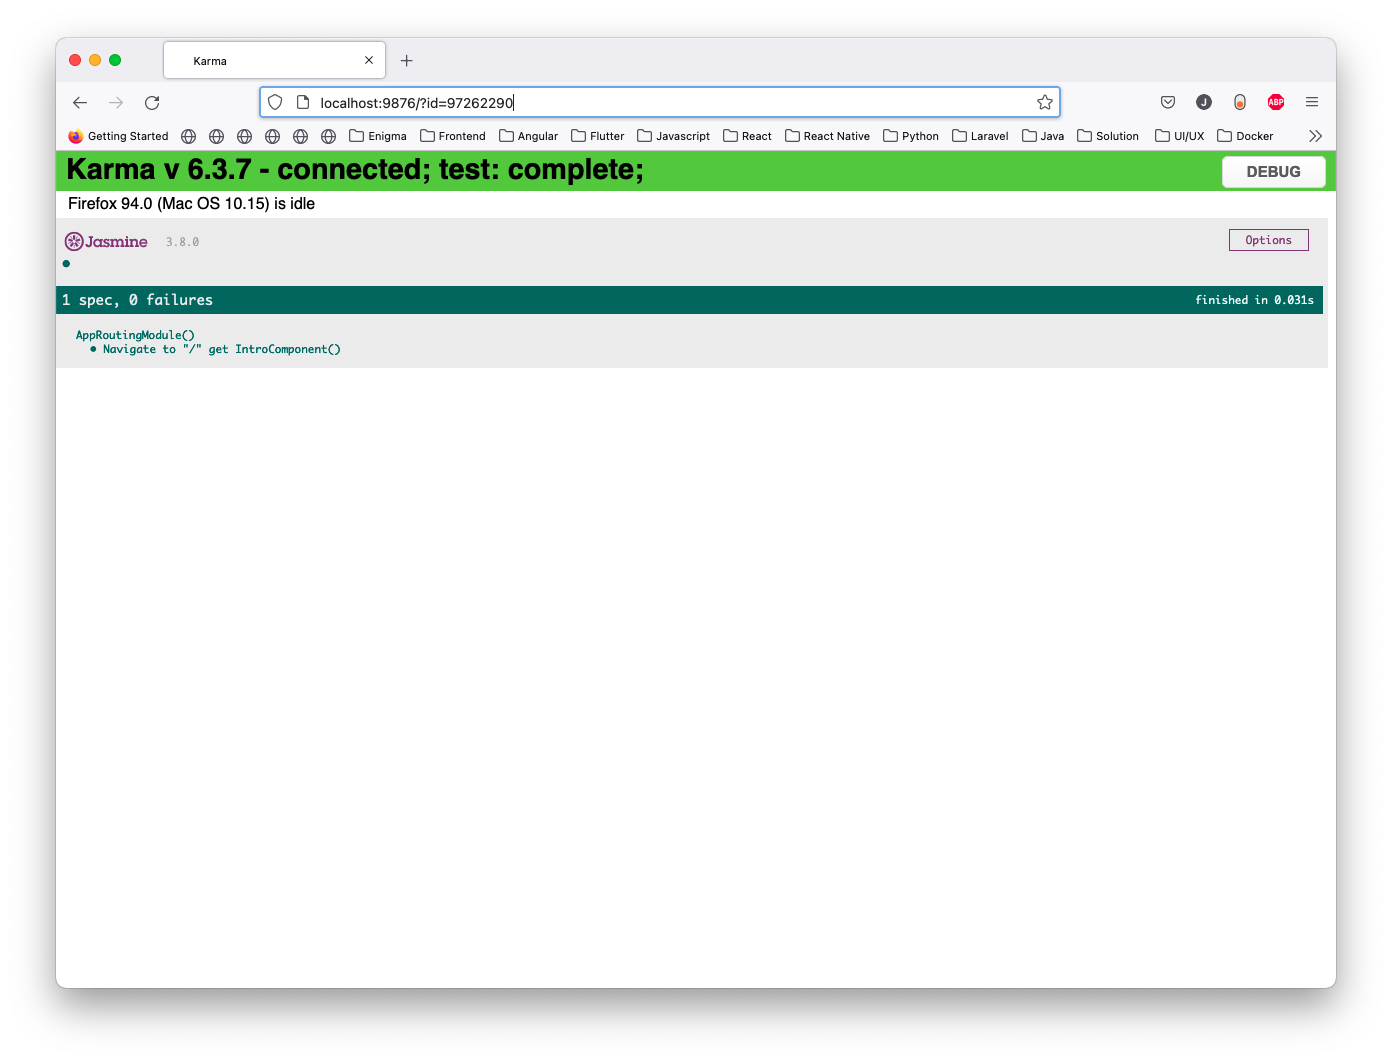 Karma
localhost:9876/?id=97262290
J
ABP
Getting Started Enigma Frontend Angular Flutter Javascript React React Native Python Laravel Java Solution UI/UX Docker
Karma v 6.3.7 - connected; test: complete;
DEBUG
Firefox 94.0 (Mac OS 10.15) is idle
Jasmine 3.8.0
Options
1 spec, 0 failures
finished in 0.031s
AppRoutingModule()
• Navigate to "/" get IntroComponent()